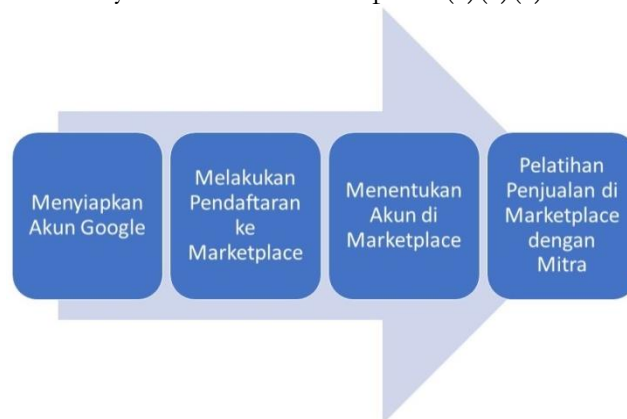 Menyiapkan
Akun Google
Melakukan
Pendaftaran
ke
Marketplace
Menentukan
Akun di
Marketplace
Pelatihan
Penjualan di
Marketplace
dengan
Mitra